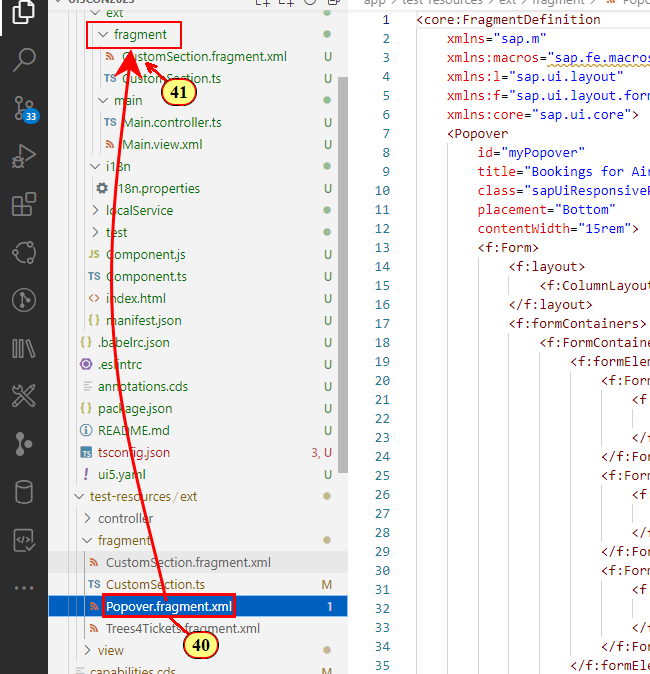 UI5CON2023
ext
fragment
CustomSection.fragment.xml U
TS CustomSection.ts U
41
main
TS Main.controller.ts U
Main.view.xml U
i18n
i18n.properties U
localService
test
JS Component.js U
TS Component.ts U
<> index.html U
{} manifest.json U
{} .babelrc.json U
.eslintrc U
annotations.cds U
{} package.json U
README.md U
TS tsconfig.json 3, U
! ui5.yaml U
test-resources / ext
controller
fragment
CustomSection.fragment.xml
TS CustomSection.ts M
Popover.fragment.xml 1
Trees4Tickets.fragment.xml
40
view
capabilities.cds M
33
app > test-resources > ext > fragment > Popo
1 <core:FragmentDefinition
2 xmlns="sap.m"
3 xmlns:macros="sap.fe.macros
4 xmlns:l="sap.ui.layout"
5 xmlns:f="sap.ui.layout.form
6 xmlns:core="sap.ui.core">
7 <Popover
8 id="myPopover"
9 title="Bookings for Air
10 class="sapUiResponsiveP
11 placement="Bottom"
12 contentWidth="15rem">
13 <f:Form>
14 <f:layout>
15 <f:ColumnLayout
16 </f:layout>
17 <f:formContainers>
18 <f:FormContaine
19 <f:formElem
20 <f:Form
21 <f
22
23 </f
24 </f:For
25 <f:Form
26 <f
27
28 </f
29 </f:For
30 <f:Form
31 <f
32
33 </f
34 </f:For
35 </f:formEle